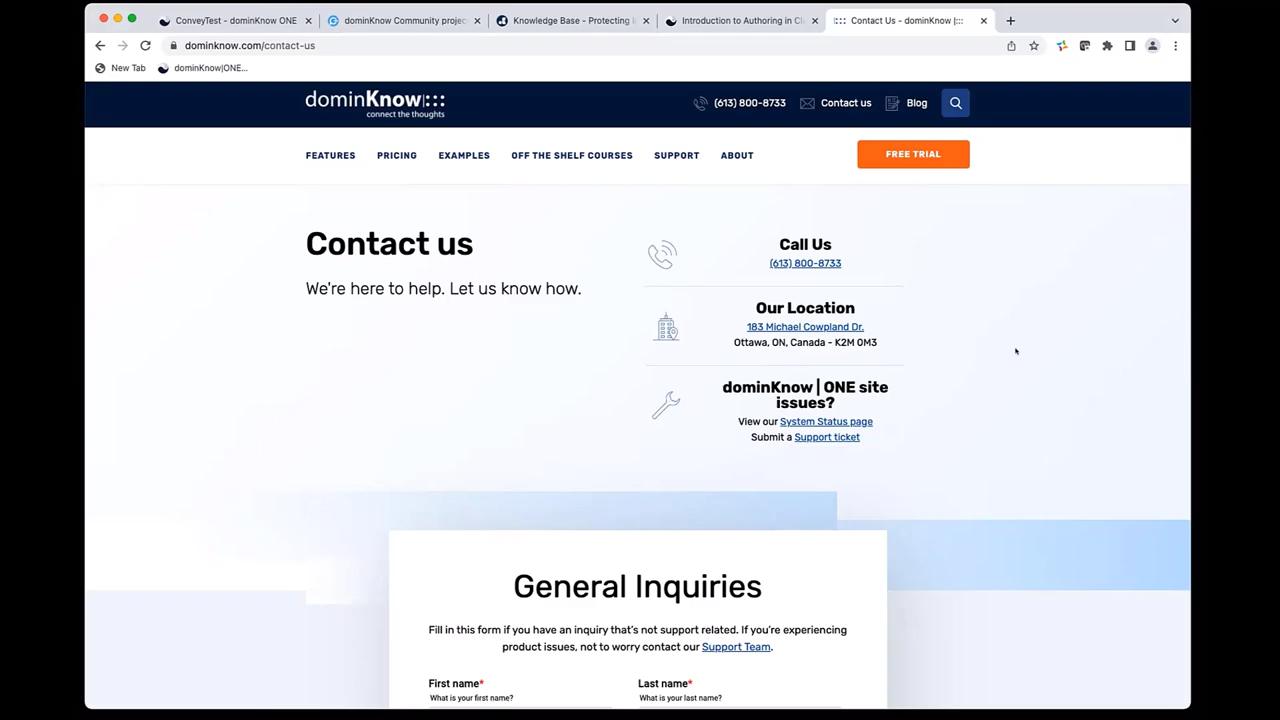 ConveyTest - dominKnow ONE
dominKnow Community projec
Knowledge Base - Protecting
Introduction to Authoring in Cl
Contact Us - dominKnow |:::
dominknow.com/contact-us
New Tab
dominKnow|ONE...
dominKnow|:::
connect the thoughts
(613) 800-8733
Contact us
Blog
FEATURES
PRICING
EXAMPLES
OFF THE SHELF COURSES
SUPPORT
ABOUT
FREE TRIAL
Contact us
We're here to help. Let us know how.
Call Us
(613) 800-8733
Our Location
183 Michael Cowpland Dr.
Ottawa, ON, Canada - K2M 0M3
dominKnow | ONE site
issues?
View our System Status page
Submit a Support ticket
General Inquiries
Fill in this form if you have an inquiry that's not support related. If you're experiencing
product issues, not to worry contact our Support Team.
First name*
What is your first name?
Last name*
What is your last name?